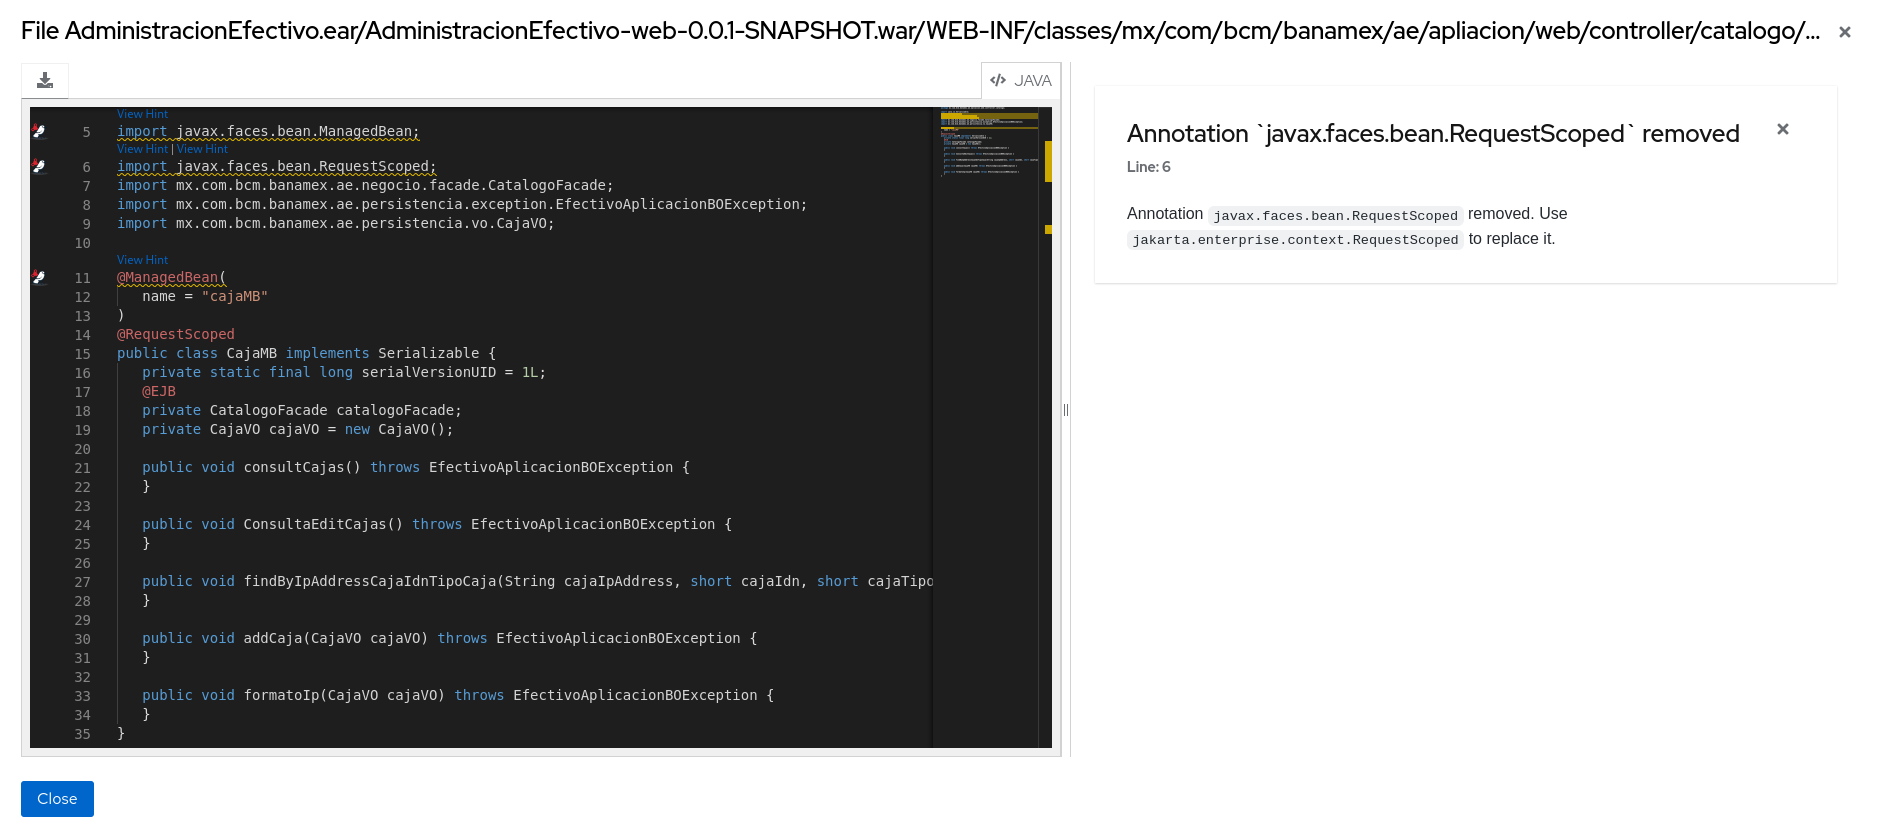 File AdministracionEfectivo.ear/AdministracionEfectivo-web-0.0.1-SNAPSHOT.war/WEB-INF/classes/mx/com/bcm/banamex/ae/apliacion/web/controller/catalogo/...
JAVA
View Hint
5 import javax.faces.bean.ManagedBean;
View Hint | View Hint
6 import javax.faces.bean.RequestScoped;
7 import mx.com.bcm.banamex.ae.negocio.facade.CatalogoFacade;
8 import mx.com.bcm.banamex.ae.persistencia.exception.EfectivoAplicacionBOException;
9 import mx.com.bcm.banamex.ae.persistencia.vo.CajaVO;
10
View Hint
11 @ManagedBean(
12    name = "cajaMB"
13 )
14 @RequestScoped
15 public class CajaMB implements Serializable {
16    private static final long serialVersionUID = 1L;
17    @EJB
18    private CatalogoFacade catalogoFacade;
19    private CajaVO cajaVO = new CajaVO();
20
21    public void consultCajas() throws EfectivoAplicacionBOException {
22    }
23
24    public void ConsultaEditCajas() throws EfectivoAplicacionBOException {
25    }
26
27    public void findByIpAddressCajaIdnTipoCaja(String cajaIpAddress, short cajaIdn, short cajaTipo
28    }
29
30    public void addCaja(CajaVO cajaVO) throws EfectivoAplicacionBOException {
31    }
32
33    public void formatoIp(CajaVO cajaVO) throws EfectivoAplicacionBOException {
34    }
35 }
Annotation `javax.faces.bean.RequestScoped` removed
Line: 6
Annotation javax.faces.bean.RequestScoped removed. Use
jakarta.enterprise.context.RequestScoped to replace it.
Close